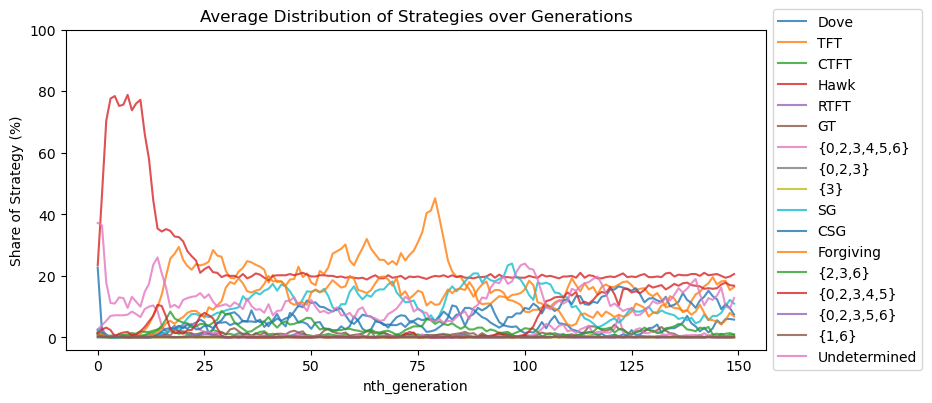 Average Distribution of Strategies over Generations
Share of Strategy (%)
100
80
60
40
20
0
0
25
50
75
100
125
150
nth_generation
Dove
TFT
CTFT
Hawk
RTFT
GT
{0,2,3,4,5,6}
{0,2,3}
{3}
SG
CSG
Forgiving
{2,3,6}
{0,2,3,4,5}
{0,2,3,5,6}
{1,6}
Undetermined